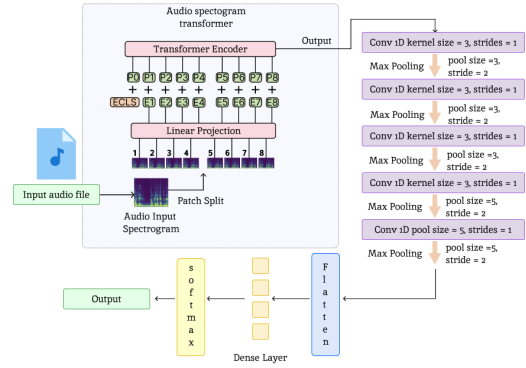 Audio spectogram
transformer
Transformer Encoder
Output
P0 P1 P2 P3 P4 P5 P6 P7 P8
+ + + + + + + + +
ECLS E1 E2 E3 E4 E5 E6 E7 E8
Linear Projection
1 2 3 4 5 6 7 8
Input audio file
Patch Split
Audio Input
Spectrogram
Conv 1D kernel size = 3, strides = 1
Max Pooling
pool size =3,
stride = 2
Conv 1D kernel size = 3, strides = 1
Max Pooling
pool size =3,
stride = 2
Conv 1D kernel size = 3, strides = 1
Max Pooling
pool size =3,
stride = 2
Conv 1D kernel size = 3, strides = 1
Max Pooling
pool size =5,
stride = 2
Conv 1D pool size = 5, strides = 1
Max Pooling
pool size =5,
stride = 2
Flatten
Dense Layer
softmax
Output